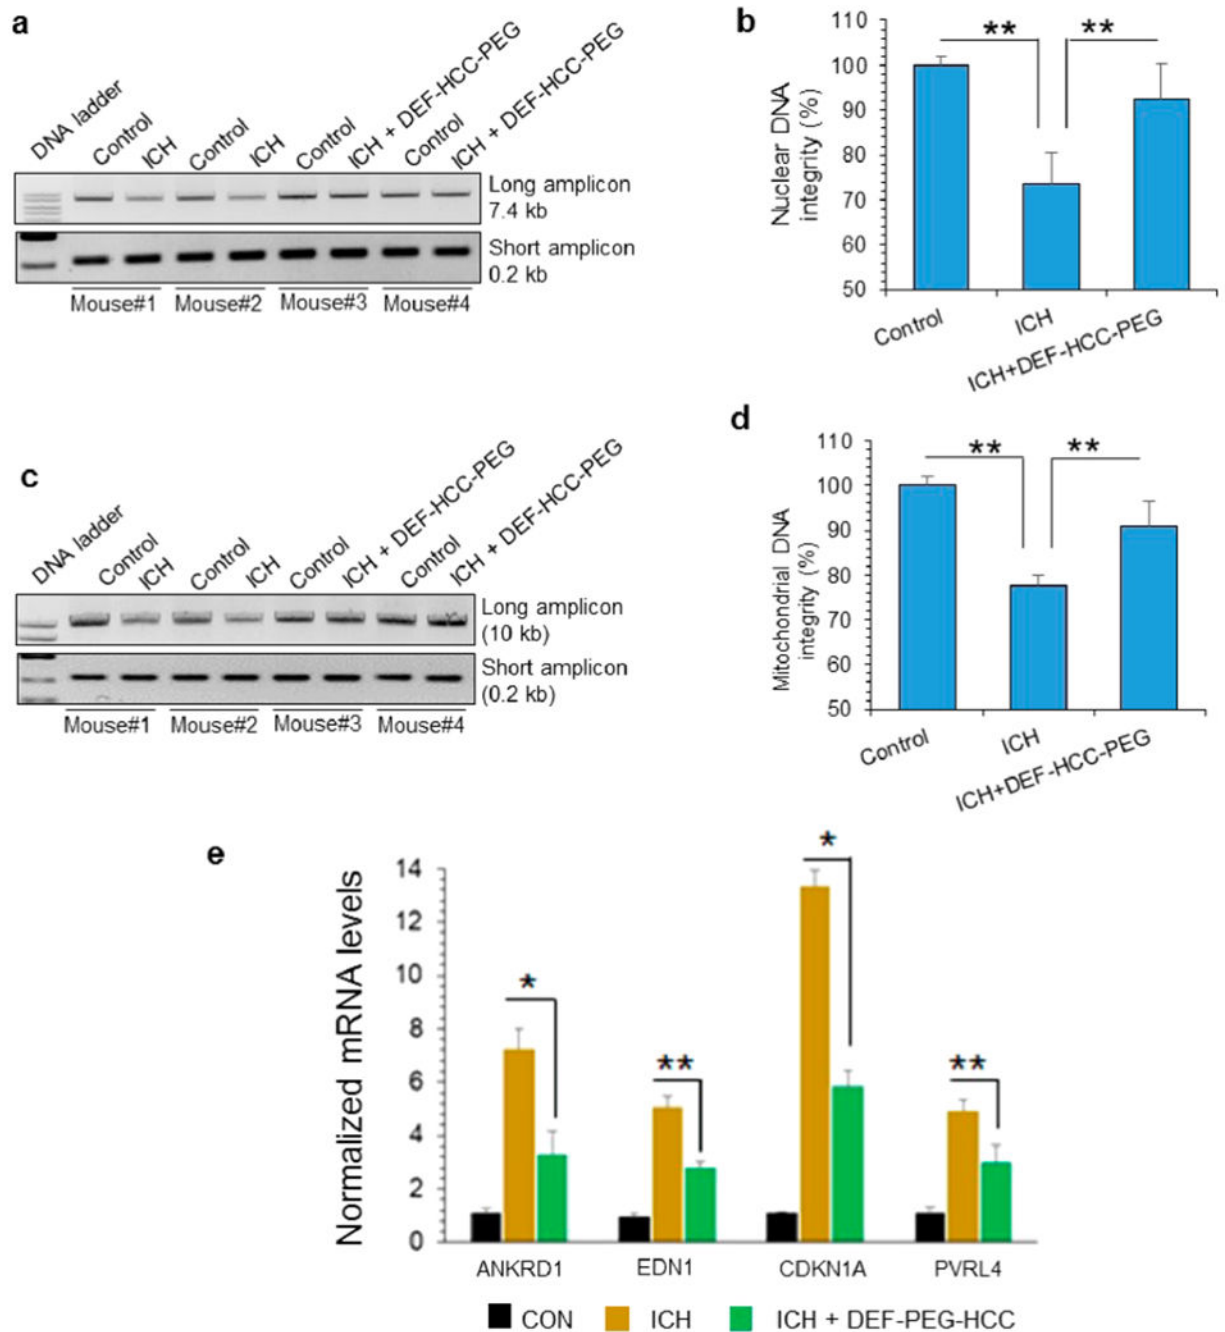 a
DNA ladder
Control
ICH
Control
ICH
Control
ICH + DEF-HCC-PEG
Control
ICH + DEF-HCC-PEG
Long amplicon
7.4 kb
Short amplicon
0.2 kb
Mouse#1 Mouse#2 Mouse#3 Mouse#4
b
Nuclear DNA
integrity (%)
110
100
90
80
70
60
50
** **
Control
ICH
ICH+DEF-HCC-PEG
c
DNA ladder
Control
ICH
Control
ICH
Control
ICH + DEF-HCC-PEG
Control
ICH + DEF-HCC-PEG
Long amplicon
(10 kb)
Short amplicon
(0.2 kb)
Mouse#1 Mouse#2 Mouse#3 Mouse#4
d
Mitochondrial DNA
integrity (%)
110
100
90
80
70
60
50
** **
Control
ICH
ICH+DEF-HCC-PEG
e
Normalized mRNA levels
14
12
10
8
6
4
2
0
*
**
*
**
ANKRD1 EDN1 CDKN1A PVRL4
CON ICH ICH + DEF-PEG-HCC